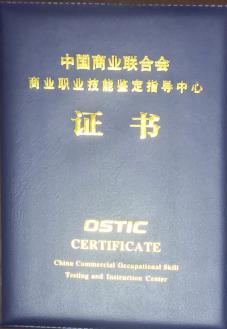 中国商业联合会
商业职业技能鉴定指导中心
证书
OSTIC
CERTIFICATE
China Commercial Occupational Skill
Testing and Instruction Center